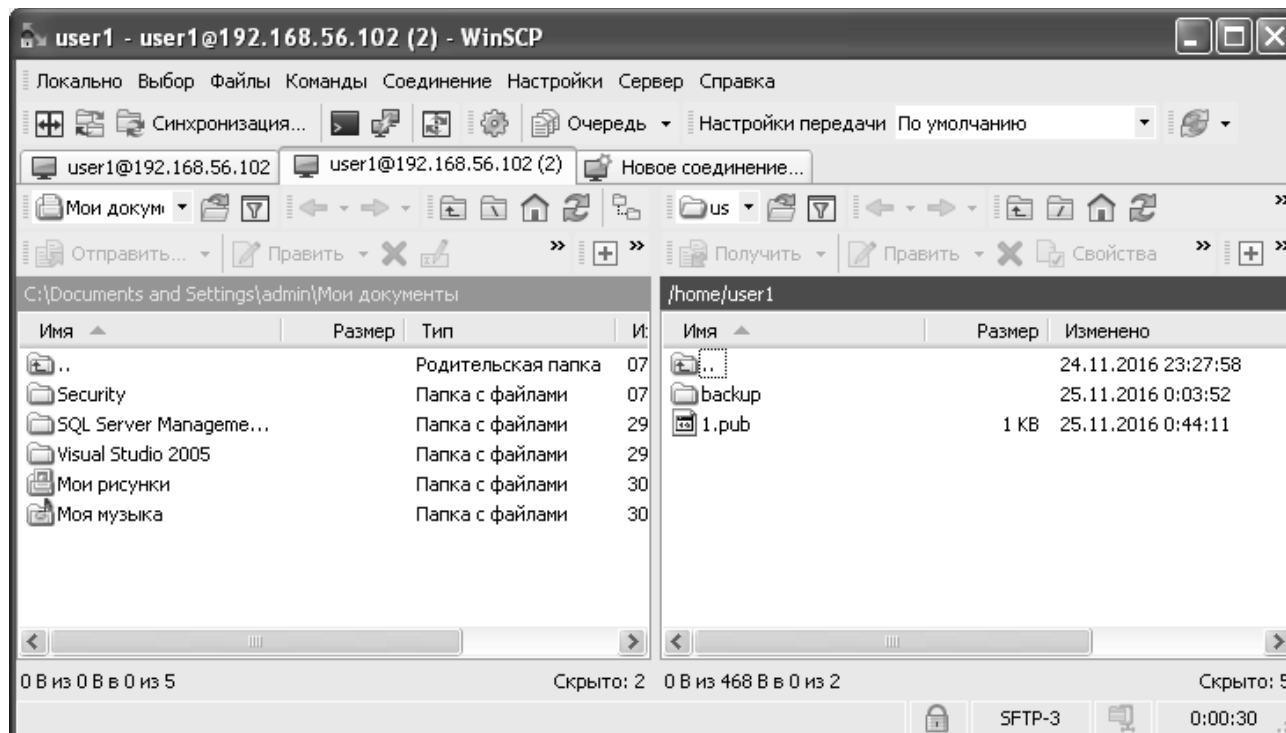 user1 - user1@192.168.56.102 (2) - WinSCP
Локально Выбор Файлы Команды Соединение Настройки Сервер Справка
Синхронизация... Очередь Настройки передачи По умолчанию
user1@192.168.56.102 user1@192.168.56.102 (2) Новое соединение...
Мои докум us
Отправить... Править » » Получить Править Свойства » »
C:\Documents and Settings\admin\Мои документы /home/user1
Имя Размер Тип И: Имя Размер Изменено
.. Родительская папка 07 .. 24.11.2016 23:27:58
Security Папка с файлами 07 backup 25.11.2016 0:03:52
SQL Server Manageme... Папка с файлами 29 1.pub 1 KB 25.11.2016 0:44:11
Visual Studio 2005 Папка с файлами 29
Мои рисунки Папка с файлами 30
Моя музыка Папка с файлами 30
0 B из 0 B в 0 из 5 Скрыто: 2 0 B из 468 B в 0 из 2 Скрыто: 5
SFTP-3 0:00:30